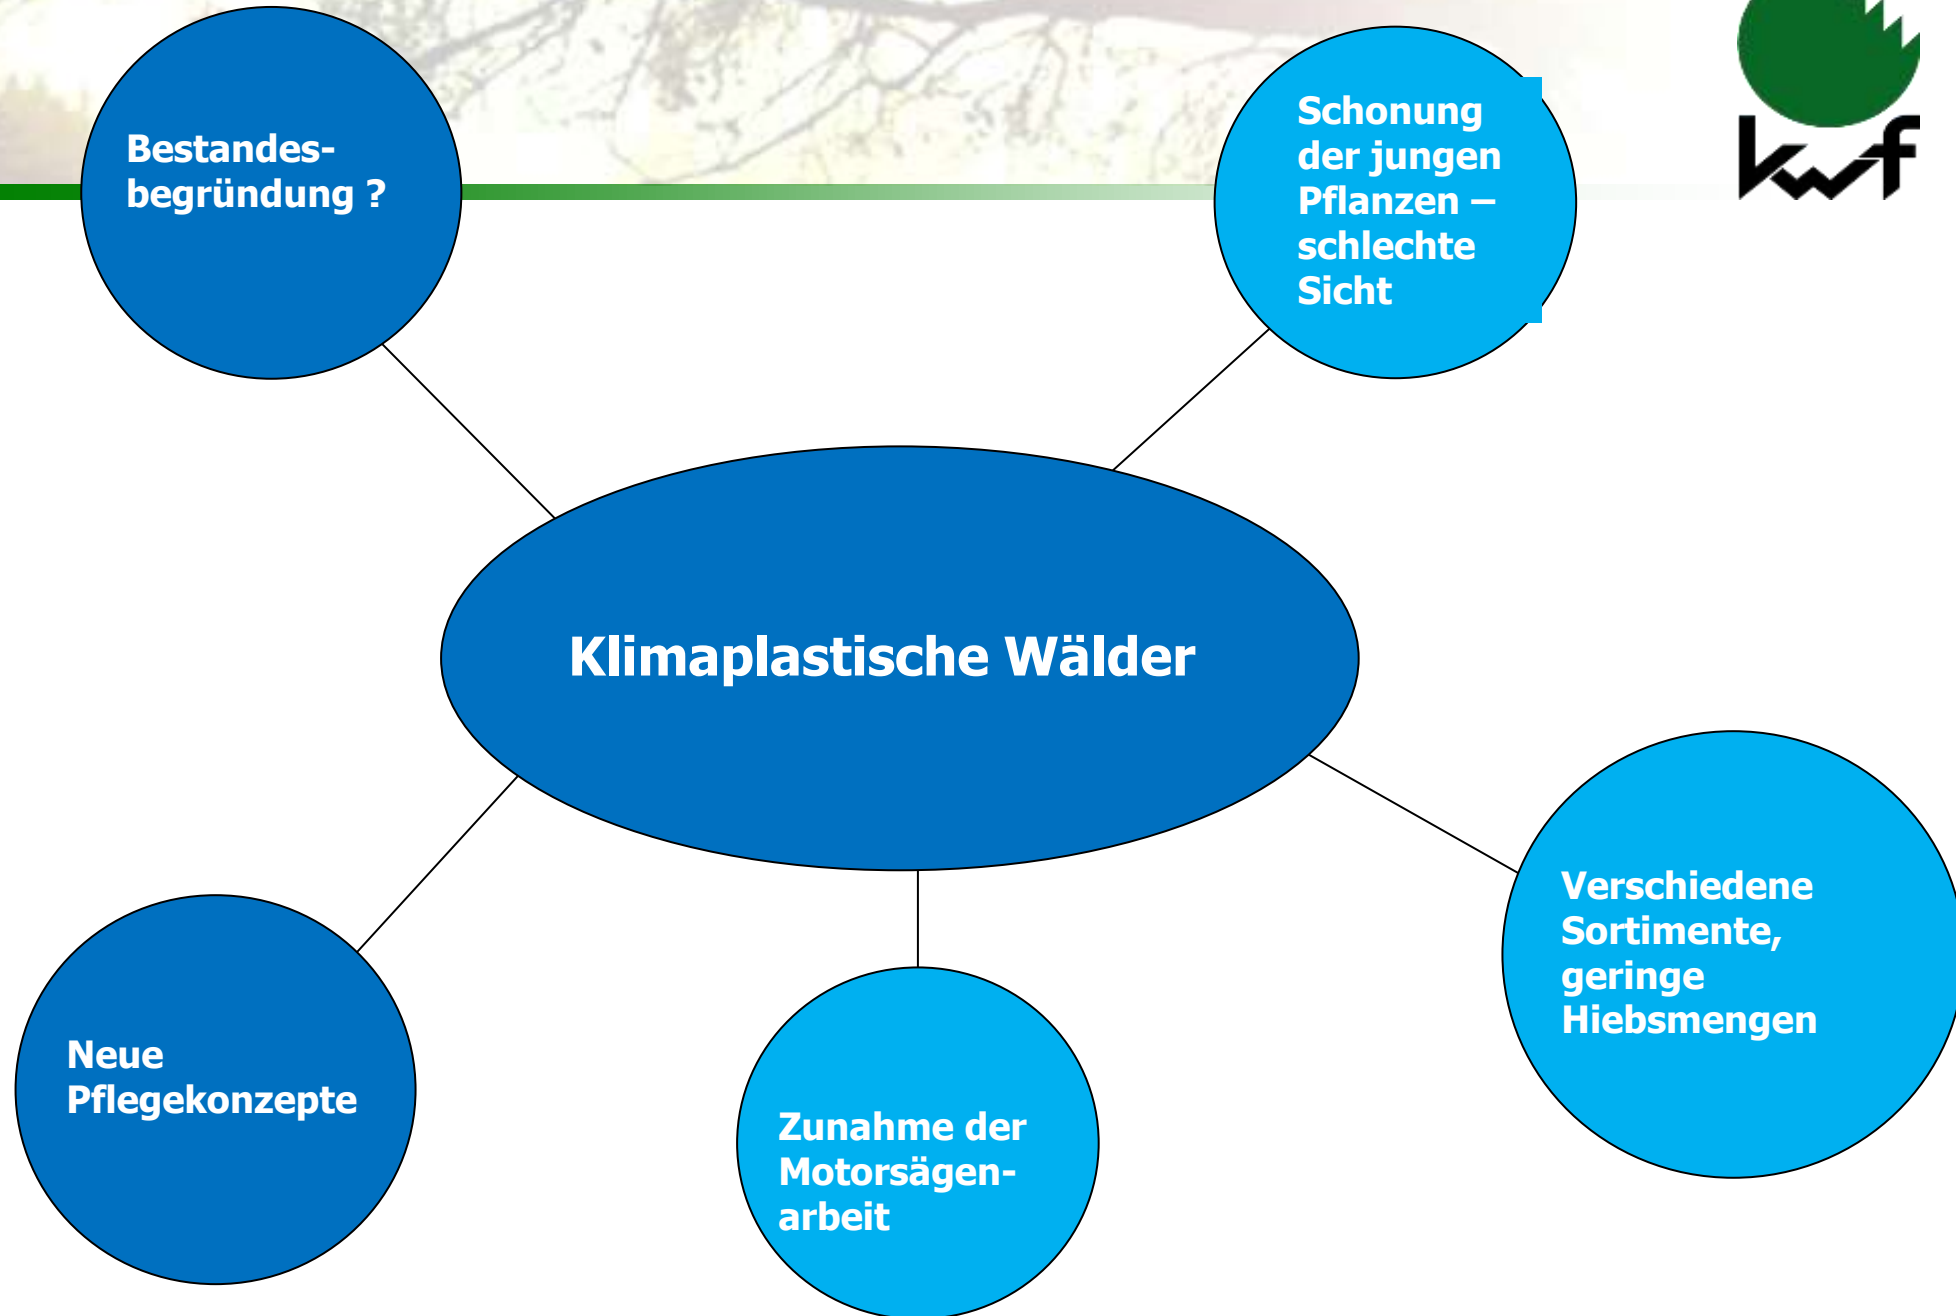 Bestandes-
begründung ?
Schonung
der jungen
Pflanzen –
schlechte
Sicht
kwf
Klimaplastische Wälder
Verschiedene
Sortimente,
geringe
Hiebsmengen
Neue
Pflegekonzepte
Zunahme der
Motorsägen-
arbeit